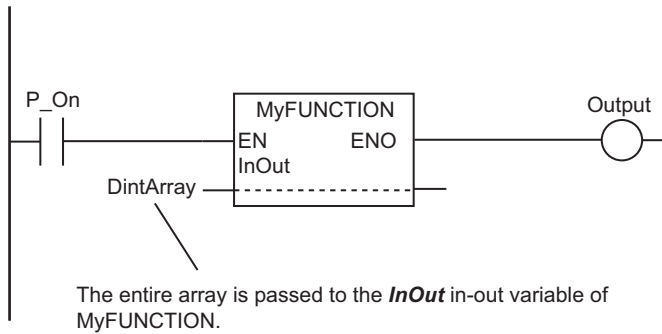 P_On
MyFUNCTION
Output
EN ENO
InOut
DintArray
The entire array is passed to the InOut in-out variable of
MyFUNCTION.